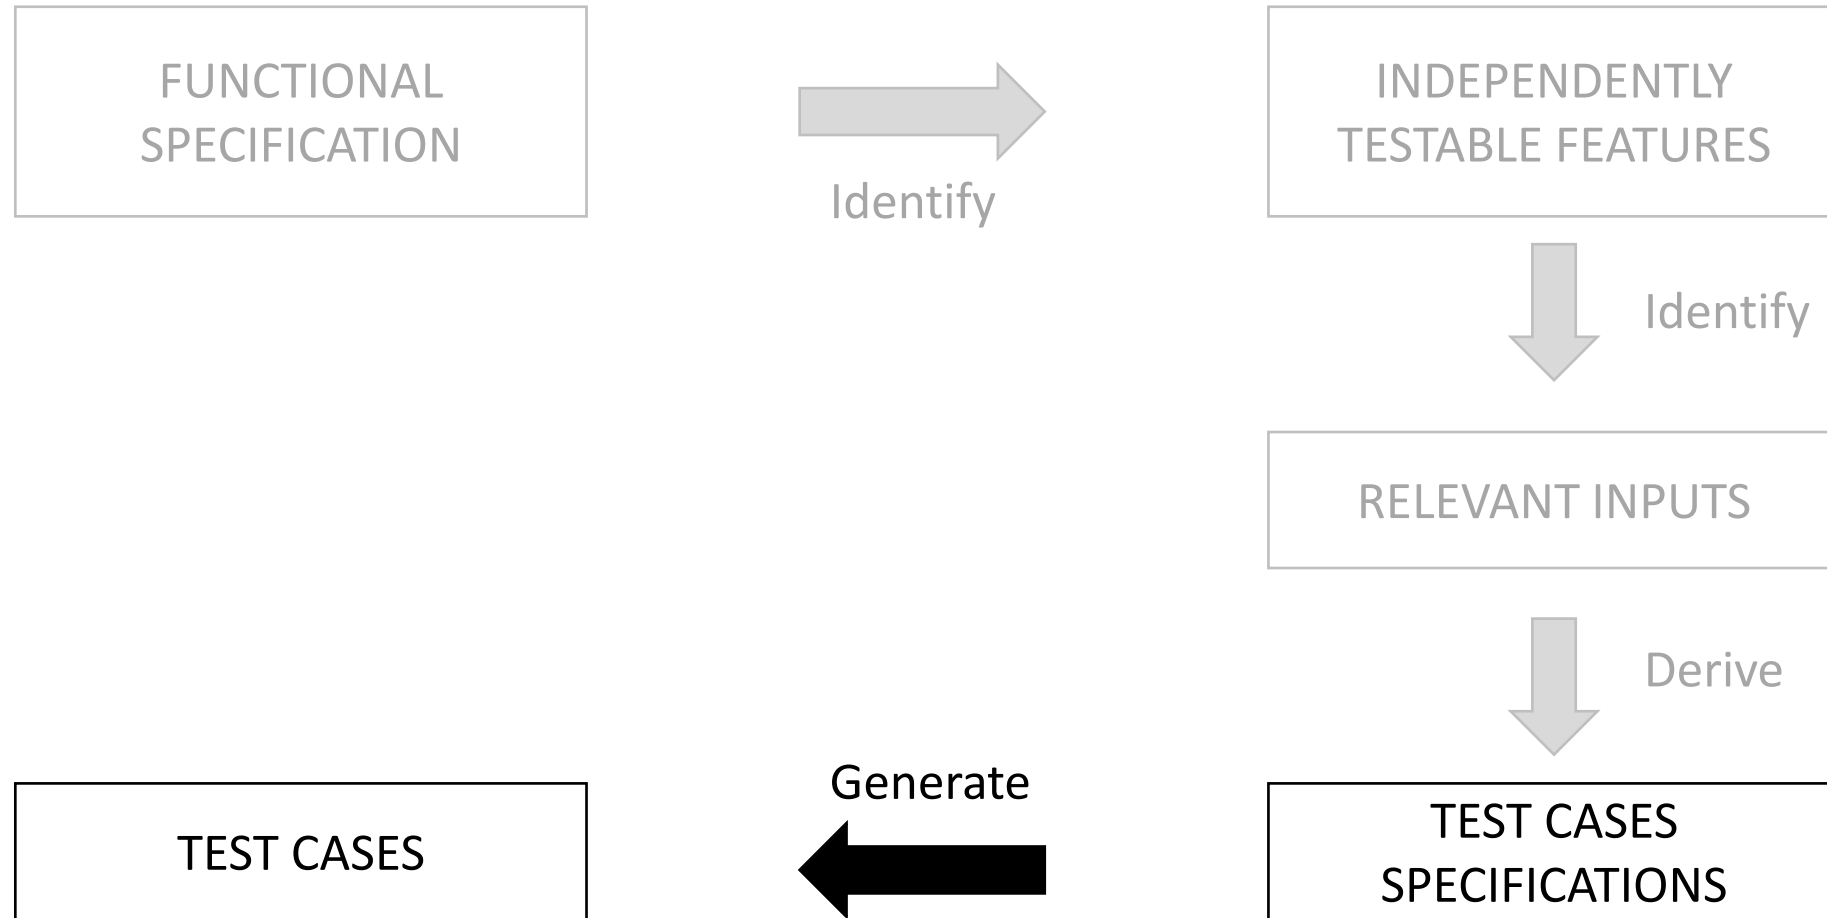 FUNCTIONAL
SPECIFICATION
Identify
INDEPENDENTLY
TESTABLE FEATURES
Identify
RELEVANT INPUTS
Derive
TEST CASES
SPECIFICATIONS
Generate
TEST CASES